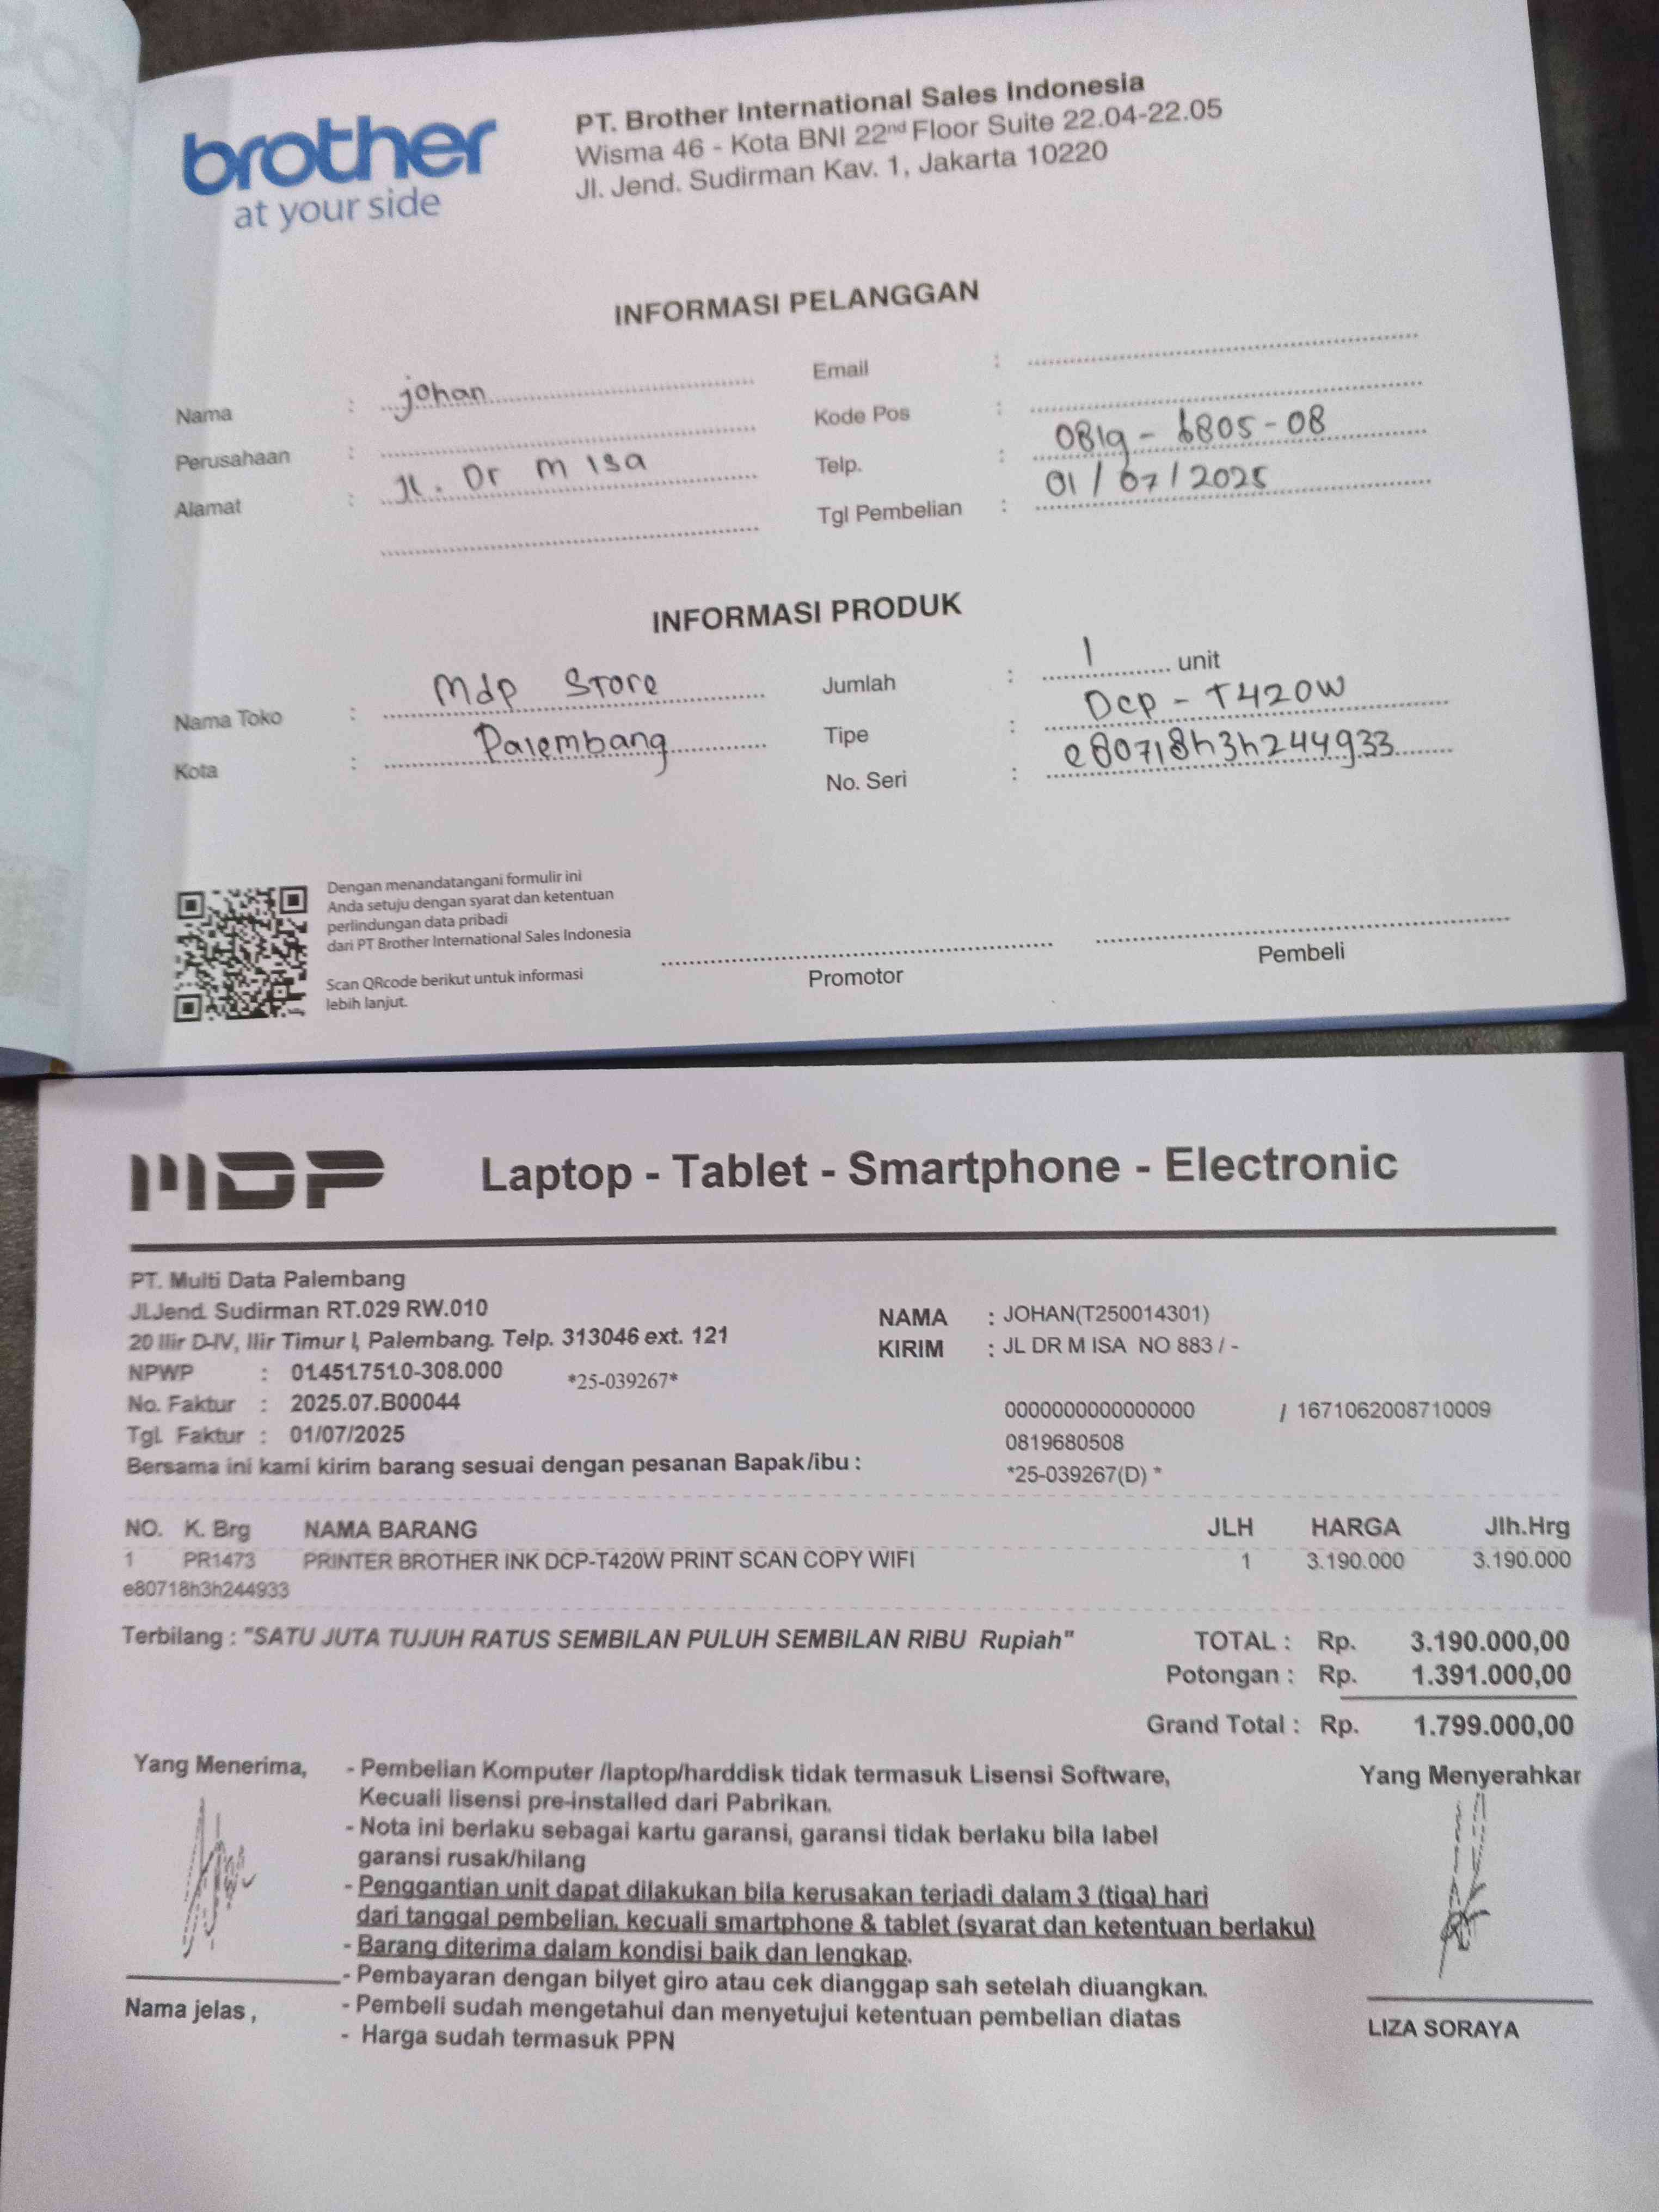 brother
at your side
PT. Brother International Sales Indonesia
Wisma 46 - Kota BNI 22nd Floor Suite 22.04-22.05
Jl. Jend. Sudirman Kav. 1, Jakarta 10220
INFORMASI PELANGGAN
Nama : johan
Perusahaan :
Alamat : Jl. Dr M Isa
Email :
Kode Pos :
Telp. : 0819-6805-08
Tgl Pembelian : 01/07/2025
INFORMASI PRODUK
Nama Toko : Mdp Store
Kota : Palembang
Jumlah : 1 unit
Tipe : Dcp-T420W
No. Seri : e80718h3h244933
Dengan menandatangani formulir ini
Anda setuju dengan syarat dan ketentuan
perlindungan data pribadi
dari PT Brother International Sales Indonesia
Scan QRcode berikut untuk informasi
lebih lanjut.
Promotor
Pembeli
MDP Laptop - Tablet - Smartphone - Electronic
PT. Multi Data Palembang
Jl.Jend. Sudirman RT.029 RW.010
20 Ilir D-IV, Ilir Timur I, Palembang. Telp. 313046 ext. 121
NPWP : 01.451.751.0-308.000 *25-039267*
No. Faktur : 2025.07.B00044
Tgl. Faktur : 01/07/2025
Bersama ini kami kirim barang sesuai dengan pesanan Bapak/ibu :
NAMA : JOHAN(T250014301)
KIRIM : JL DR M ISA NO 883 / -
0000000000000000 / 1671062008710009
0819680508
*25-039267(D) *
NO. K. Brg NAMA BARANG JLH HARGA Jlh.Hrg
1 PR1473 PRINTER BROTHER INK DCP-T420W PRINT SCAN COPY WIFI 1 3.190.000 3.190.000
e80718h3h244933
Terbilang : "SATU JUTA TUJUH RATUS SEMBILAN PULUH SEMBILAN RIBU Rupiah"
TOTAL : Rp. 3.190.000,00
Potongan : Rp. 1.391.000,00
Grand Total : Rp. 1.799.000,00
Yang Menerima,
- Pembelian Komputer /laptop/harddisk tidak termasuk Lisensi Software,
Kecuali lisensi pre-installed dari Pabrikan.
- Nota ini berlaku sebagai kartu garansi, garansi tidak berlaku bila label
garansi rusak/hilang
- Penggantian unit dapat dilakukan bila kerusakan terjadi dalam 3 (tiga) hari
dari tanggal pembelian, kecuali smartphone & tablet (syarat dan ketentuan berlaku)
- Barang diterima dalam kondisi baik dan lengkap.
- Pembayaran dengan bilyet giro atau cek dianggap sah setelah diuangkan.
- Pembeli sudah mengetahui dan menyetujui ketentuan pembelian diatas
- Harga sudah termasuk PPN
Nama jelas ,
Yang Menyerahkar
LIZA SORAYA